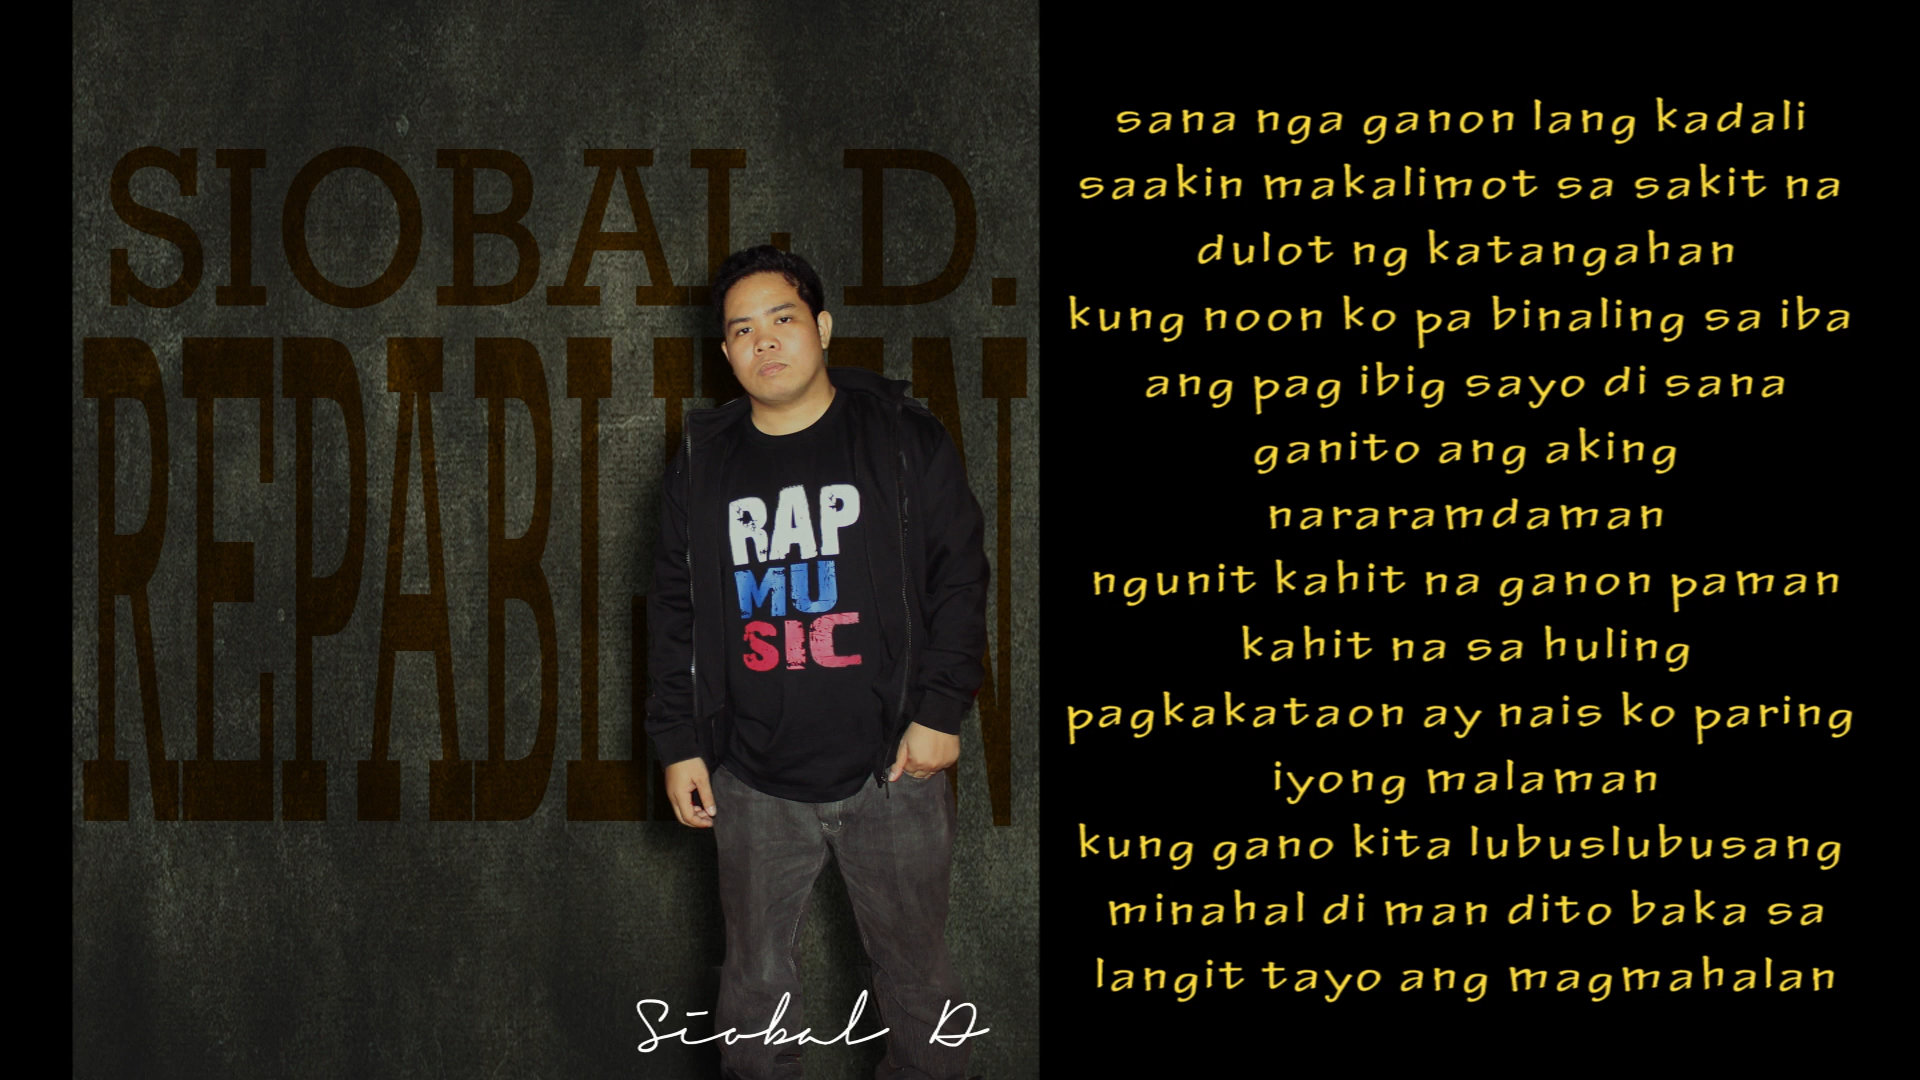 SIOBAL D.
RAP
MU
SIC
Siobal D
sana nga ganon lang kadali
saakin makalimot sa sakit na
dulot ng katangahan
kung noon ko pa binaling sa iba
ang pag ibig sayo di sana
ganito ang aking
nararamdaman
ngunit kahit na ganon paman
kahit na sa huling
pagkakataon ay nais ko paring
iyong malaman
kung gano kita lubuslubusang
minahal di man dito baka sa
langit tayo ang magmahalan